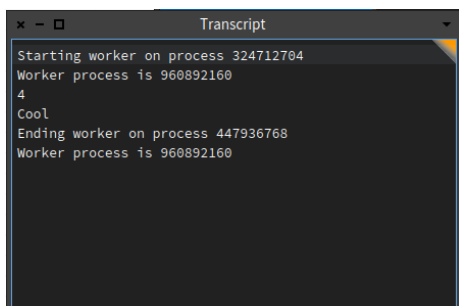 Transcript
Starting worker on process 324712704
Worker process is 960892160
4
Cool
Ending worker on process 447936768
Worker process is 960892160